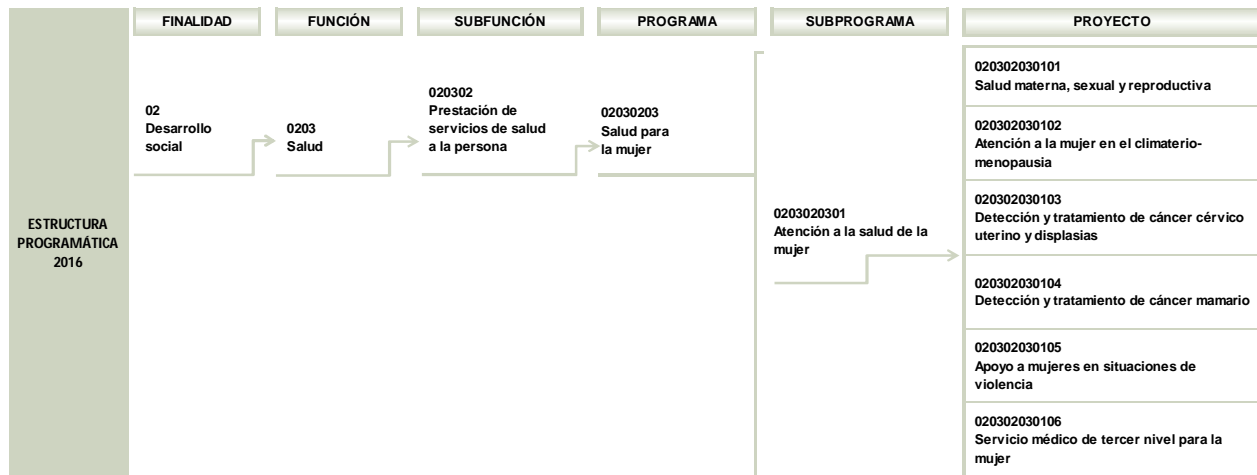 FINALIDAD
FUNCIÓN
SUBFUNCIÓN
PROGRAMA
SUBPROGRAMA
PROYECTO
ESTRUCTURA
PROGRAMÁTICA
2016
02
Desarrollo
social
0203
Salud
020302
Prestación de
servicios de salud
a la persona
02030203
Salud para
la mujer
0203020301
Atención a la salud de la
mujer
020302030101
Salud materna, sexual y reproductiva
020302030102
Atención a la mujer en el climaterio-
menopausia
020302030103
Detección y tratamiento de cáncer cérvico
uterino y displasias
020302030104
Detección y tratamiento de cáncer mamario
020302030105
Apoyo a mujeres en situaciones de
violencia
020302030106
Servicio médico de tercer nivel para la
mujer